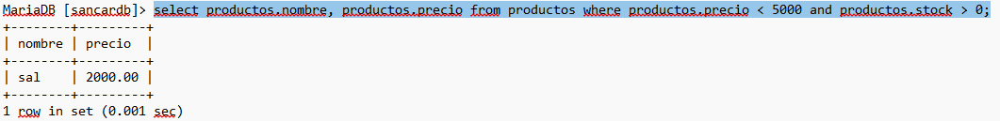 MariaDB [sancardb]> select productos.nombre, productos.precio from productos where productos.precio < 5000 and productos.stock > 0;
+--------+---------+
| nombre | precio  |
+--------+---------+
| sal    | 2000.00 |
+--------+---------+
1 row in set (0.001 sec)